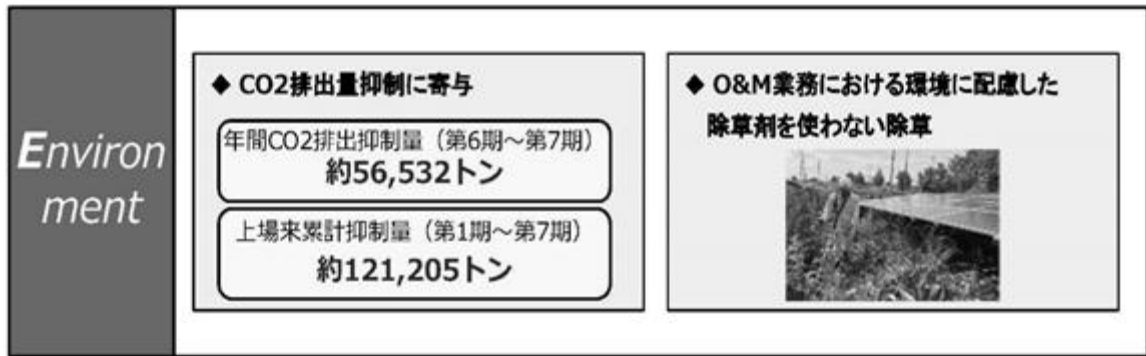 Environ
ment
◆ CO2排出量抑制に寄与
年間CO2排出抑制量（第6期～第7期）
約56,532トン
上場来累計抑制量（第1期～第7期）
約121,205トン
◆ O&M業務における環境に配慮した
除草剤を使わない除草